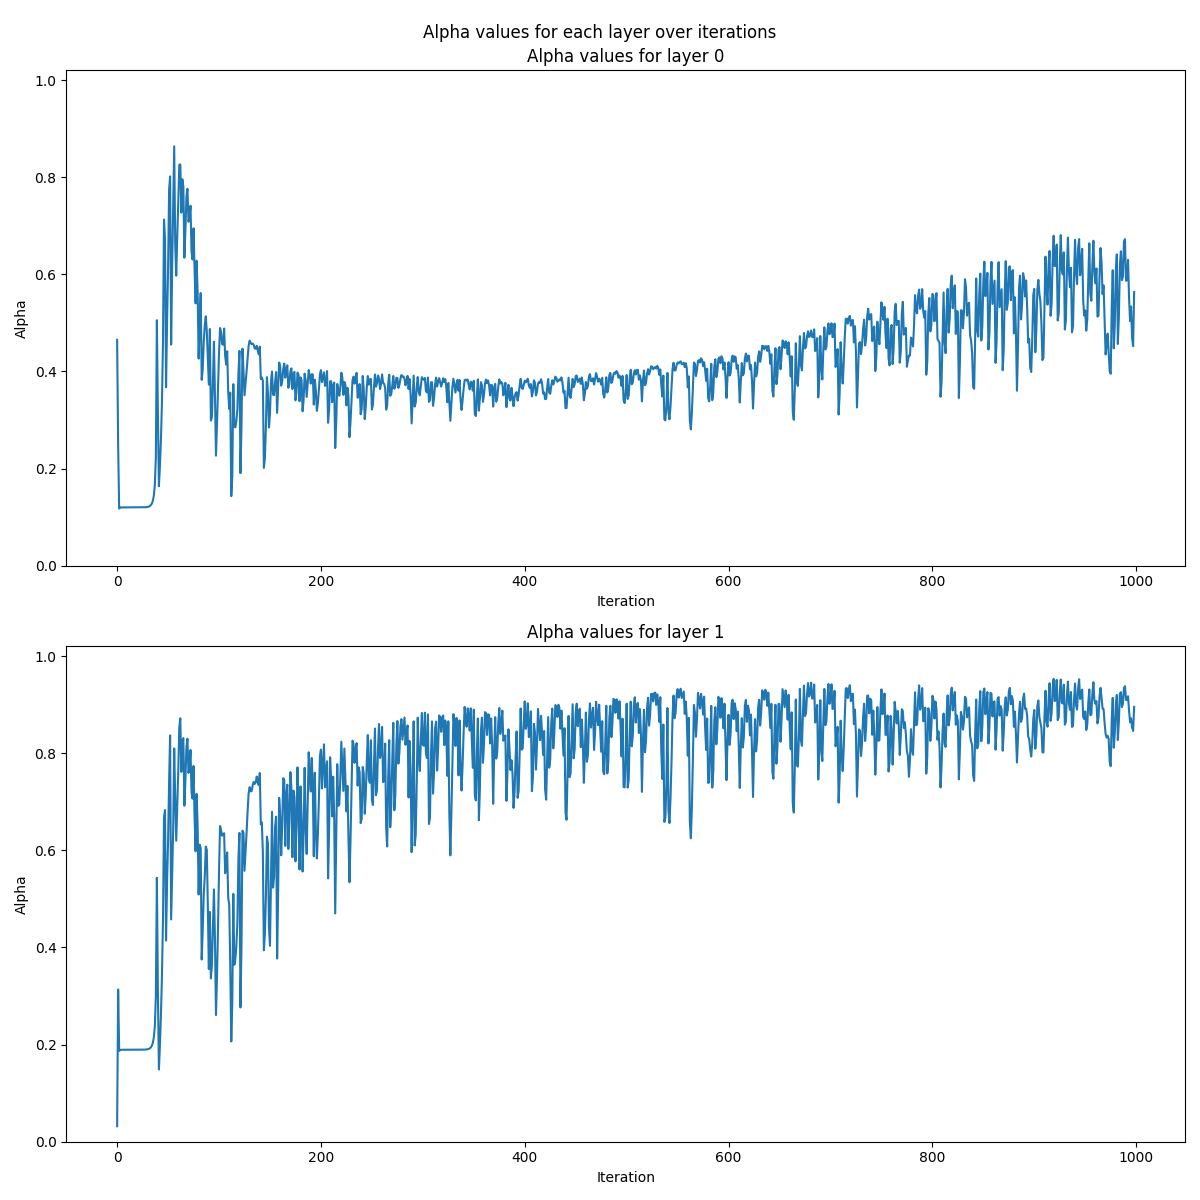 Alpha values for each layer over iterations
Alpha values for layer 0
1.0
0.8
0.6
0.4
0.2
0.0
Alpha
0 200 400 600 800 1000
Iteration
Alpha values for layer 1
1.0
0.8
0.6
0.4
0.2
0.0
Alpha
0 200 400 600 800 1000
Iteration